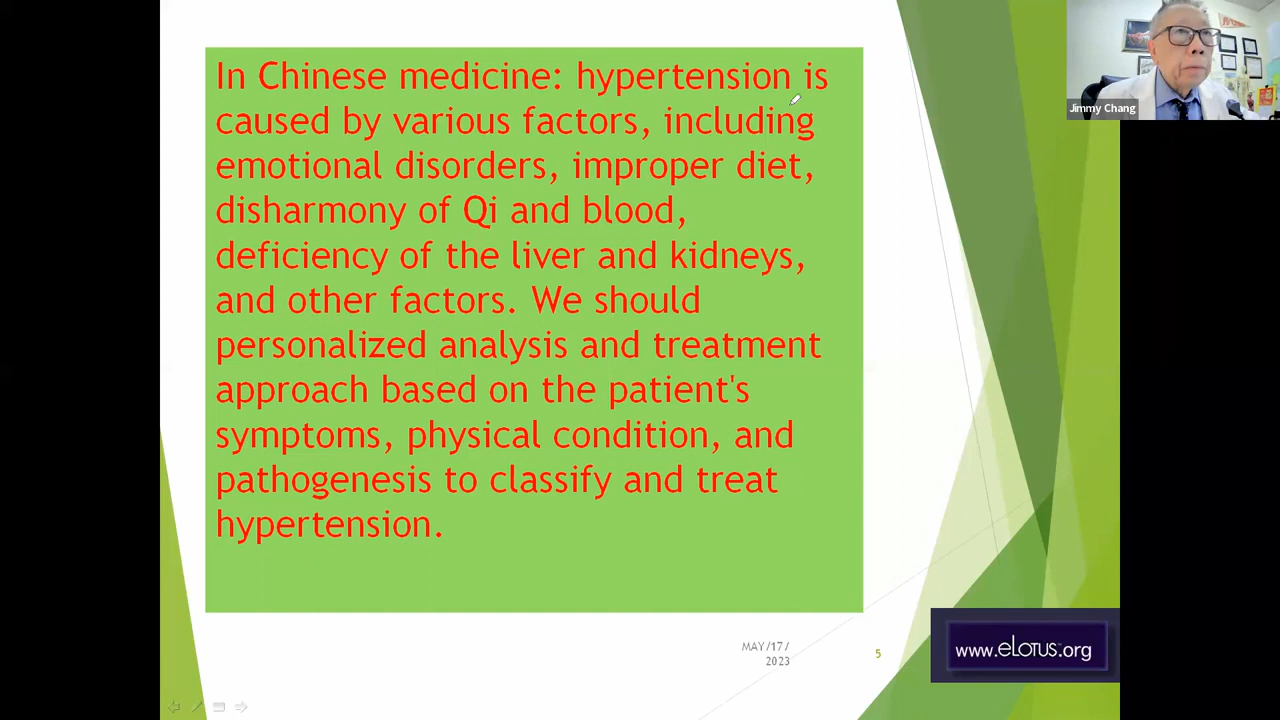 In Chinese medicine: hypertension is
caused by various factors, including
emotional disorders, improper diet,
disharmony of Qi and blood,
deficiency of the liver and kidneys,
and other factors. We should
personalized analysis and treatment
approach based on the patient's
symptoms, physical condition, and
pathogenesis to classify and treat
hypertension.
Jimmy Chang
MAY/17/
2023
5
www.eLOTUS.org